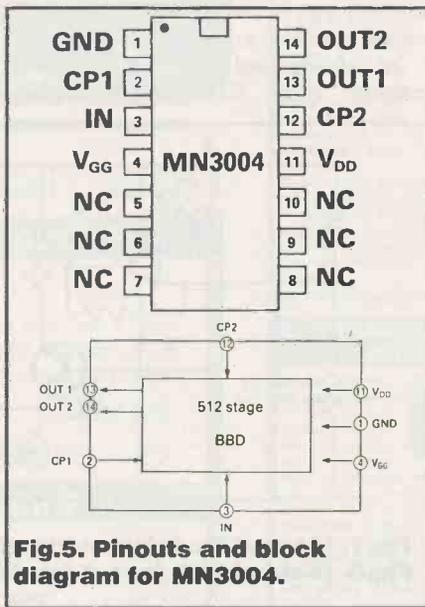 GND 1 14 OUT2
CP1 2 13 OUT1
IN 3 12 CP2
VGG 4 MN3004 11 VDD
NC 5 10 NC
NC 6 9 NC
NC 7 8 NC
CP2
12
OUT 1 13
OUT 2 14
512 stage
BBD
11 VDD
1 GND
CP1 2
4 VGG
3
IN
Fig.5. Pinouts and block
diagram for MN3004.